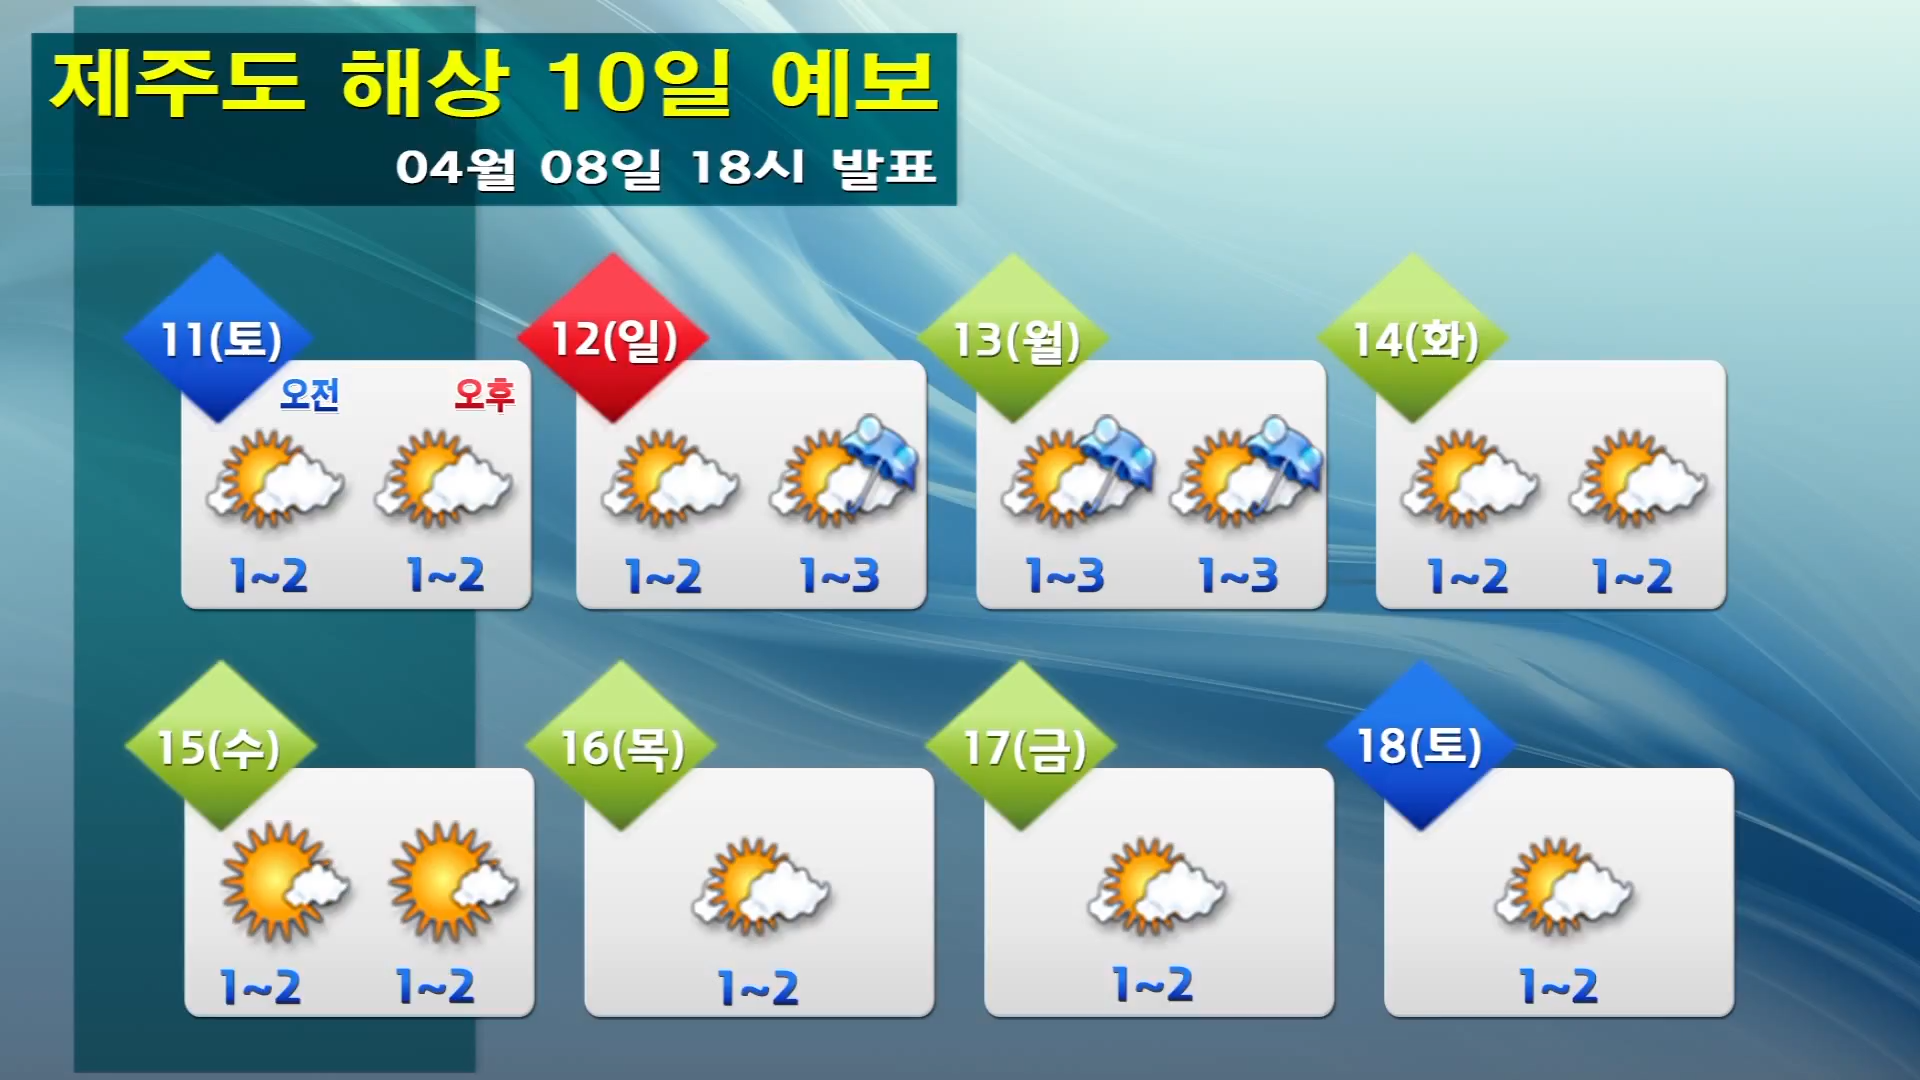 제주도 해상 10일 예보
04월 08일 18시 발표
11(토) 12(일) 13(월) 14(화)
오전 오후
1~2 1~2 1~2 1~3 1~3 1~3 1~2 1~2
15(수) 16(목) 17(금) 18(토)
1~2 1~2 1~2 1~2 1~2